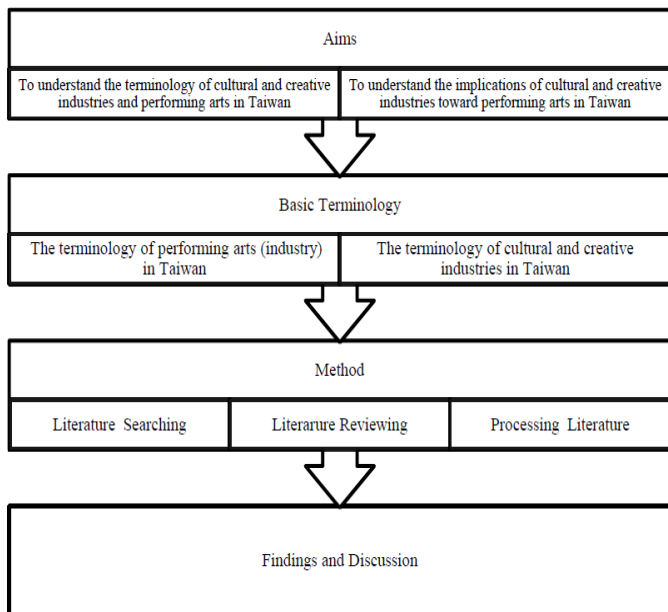 Aims
To understand the terminology of cultural and creative
industries and performing arts in Taiwan
To understand the implications of cultural and creative
industries toward performing arts in Taiwan
Basic Terminology
The terminology of performing arts (industry)
in Taiwan
The terminology of cultural and creative
industries in Taiwan
Method
Literature Searching
Literarure Reviewing
Processing Literature
Findings and Discussion